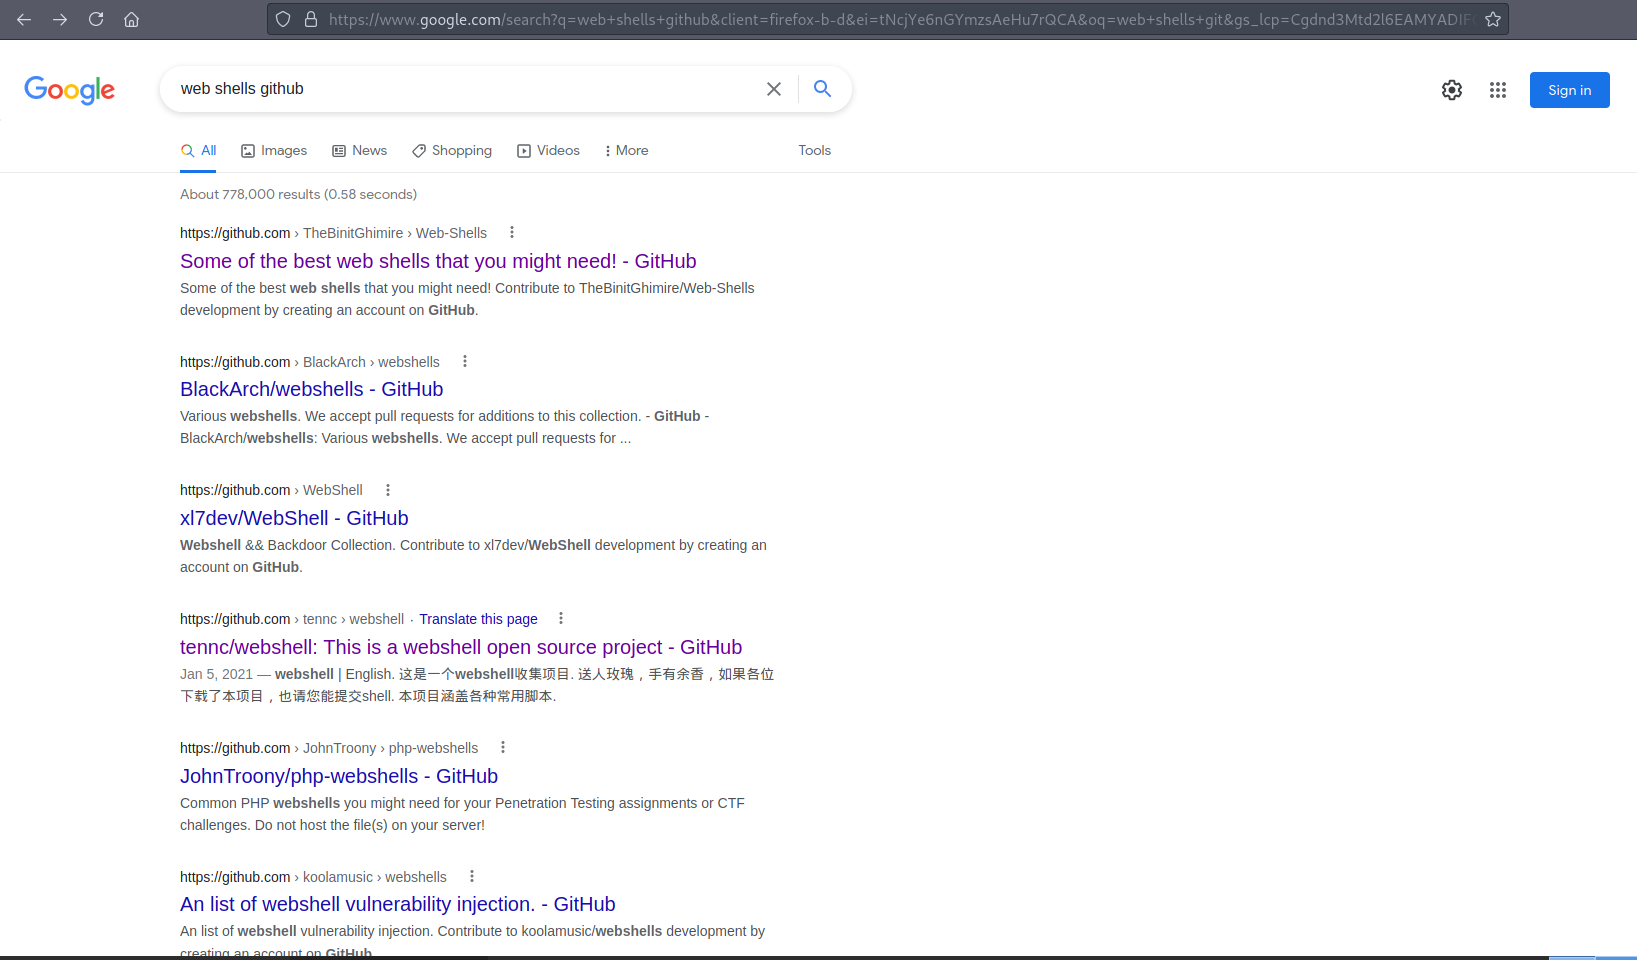 https://www.google.com/search?q=web+shells+github&client=firefox-b-d&ei=tNcjYe6nGYmzsAeHu7rQCA&oq=web+shells+git&gs_lcp=Cgdnd3Mtd2l6EAMYADIF
Google
web shells github
Sign in
All Images News Shopping Videos More Tools
About 778,000 results (0.58 seconds)
https://github.com › TheBinitGhimire › Web-Shells
Some of the best web shells that you might need! - GitHub
Some of the best web shells that you might need! Contribute to TheBinitGhimire/Web-Shells
development by creating an account on GitHub.
https://github.com › BlackArch › webshells
BlackArch/webshells - GitHub
Various webshells. We accept pull requests for additions to this collection. - GitHub -
BlackArch/webshells: Various webshells. We accept pull requests for ...
https://github.com › WebShell
xl7dev/WebShell - GitHub
Webshell && Backdoor Collection. Contribute to xl7dev/WebShell development by creating an
account on GitHub.
https://github.com › tennc › webshell · Translate this page
tennc/webshell: This is a webshell open source project - GitHub
Jan 5, 2021 — webshell | English. 这是一个webshell收集项目. 送人玫瑰，手有余香，如果各位
下载了本项目，也请您能提交shell. 本项目涵盖各种常用脚本.
https://github.com › JohnTroony › php-webshells
JohnTroony/php-webshells - GitHub
Common PHP webshells you might need for your Penetration Testing assignments or CTF
challenges. Do not host the file(s) on your server!
https://github.com › koolamusic › webshells
An list of webshell vulnerability injection. - GitHub
An list of webshell vulnerability injection. Contribute to koolamusic/webshells development by
creating an account on GitHub.